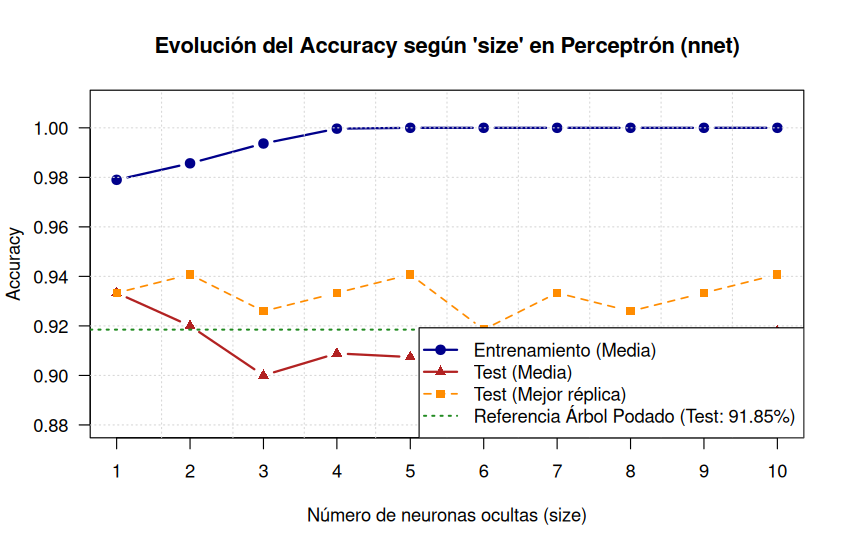 Evolución del Accuracy según 'size' en Perceptrón (nnet)
Accuracy
1.00
0.98
0.96
0.94
0.92
0.90
0.88
Entrenamiento (Media)
Test (Media)
Test (Mejor réplica)
Referencia Árbol Podado (Test: 91.85%)
1 2 3 4 5 6 7 8 9 10
Número de neuronas ocultas (size)